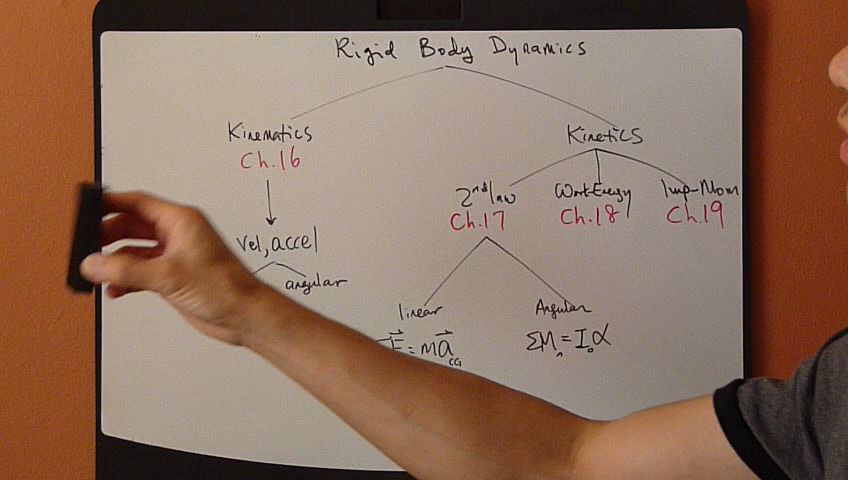 Rigid Body Dynamics
Kinematics
Ch.16
vel, accel
angular
Kinetics
2nd law
Ch.17
Work-Energy
Ch.18
Imp-Mom
Ch.19
linear
F = ma CG
Angular
ΣM = I₀α